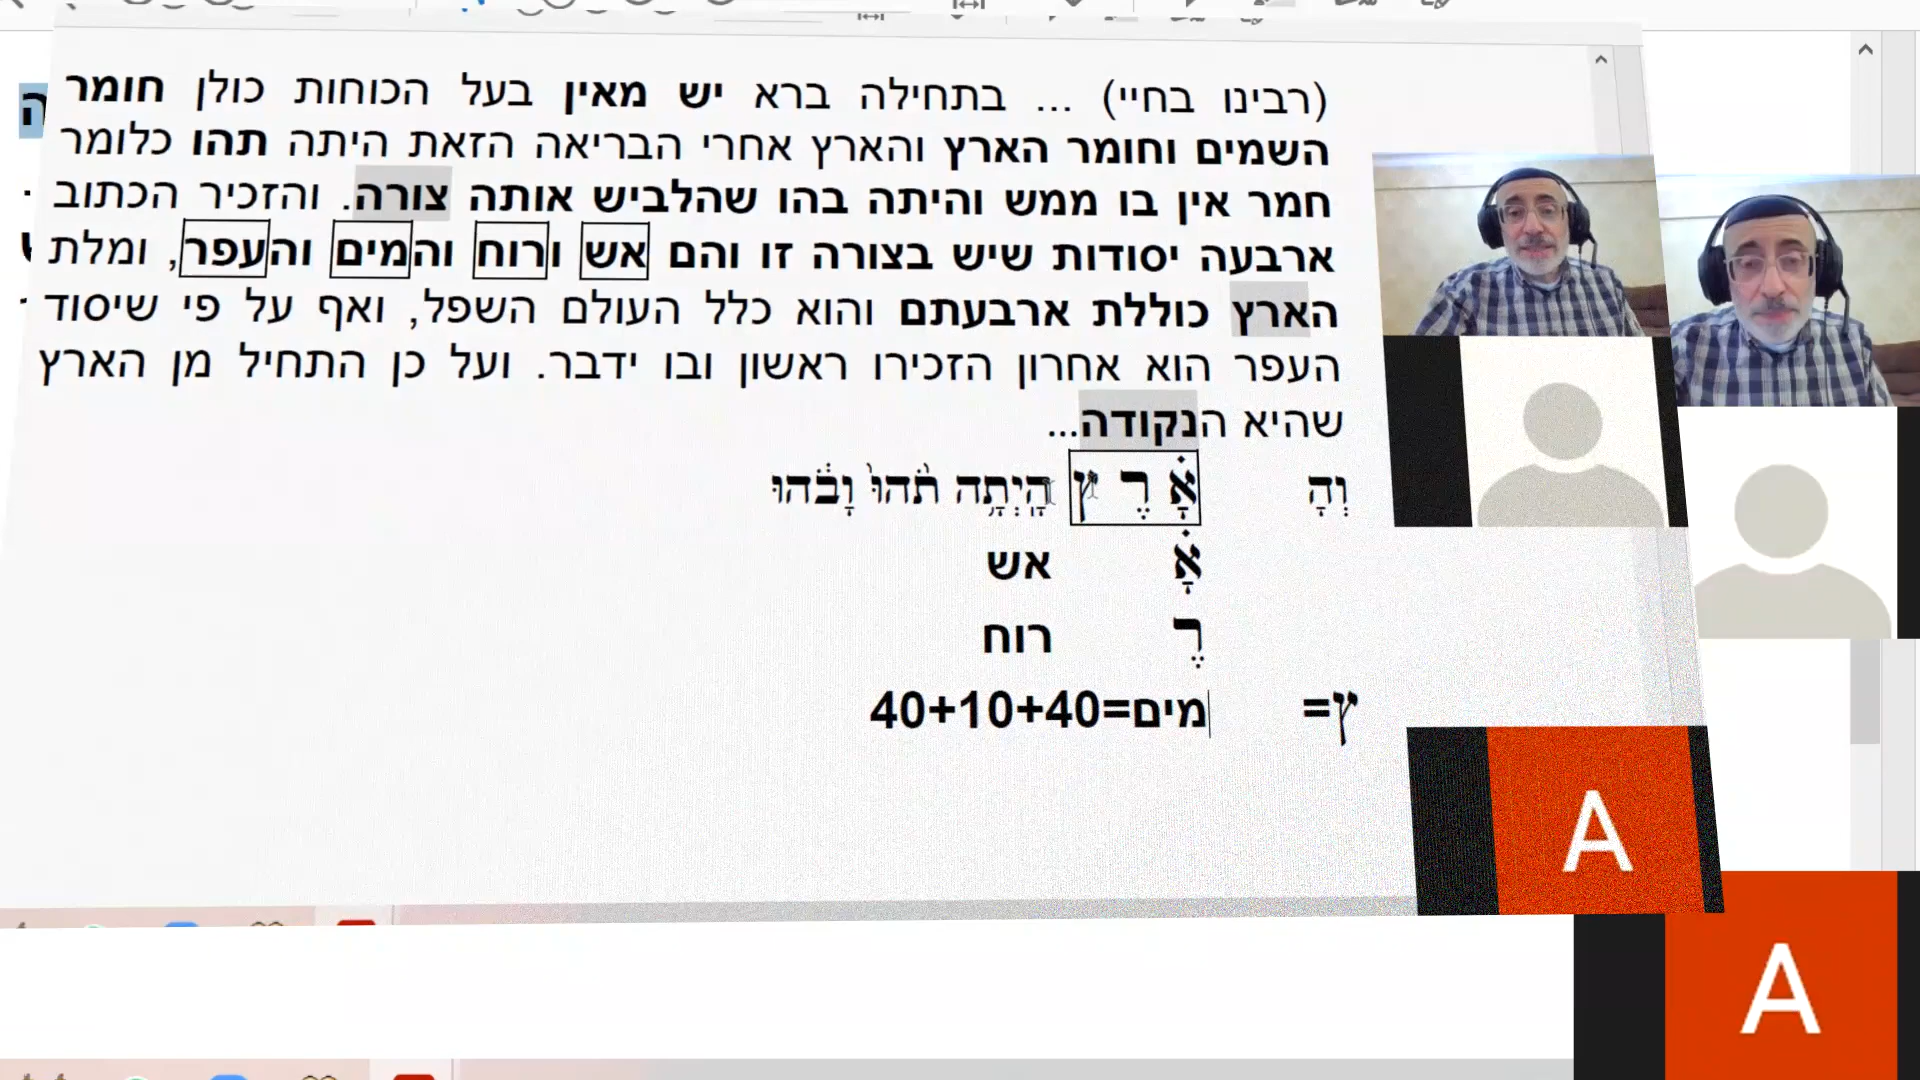 (רבינו בחיי) ... בתחילה ברא יש מאין בעל הכוחות כולן חומר
השמים וחומר הארץ והארץ אחרי הבריאה הזאת היתה תהו כלומר
חמר אין בו ממש והיתה בהו שהלביש אותה צורה. והזכיר הכתוב
ארבעה יסודות שיש בצורה זו והם אש ורוח והמים והעפר, ומלת
הארץ כוללת ארבעתם והוא כלל העולם השפל, ואף על פי שיסוד
העפר הוא אחרון הזכירו ראשון ובו ידבר. ועל כן התחיל מן הארץ
שהיא הנקודה...
וְהָ אָ֗ רֶ ץ הָיְתָ֥ה תֹ֙הוּ֙ וָבֹ֔הוּ
אָ֗ אש
רֶ רוח
ץ= מים=40+10+40
A
A
ה